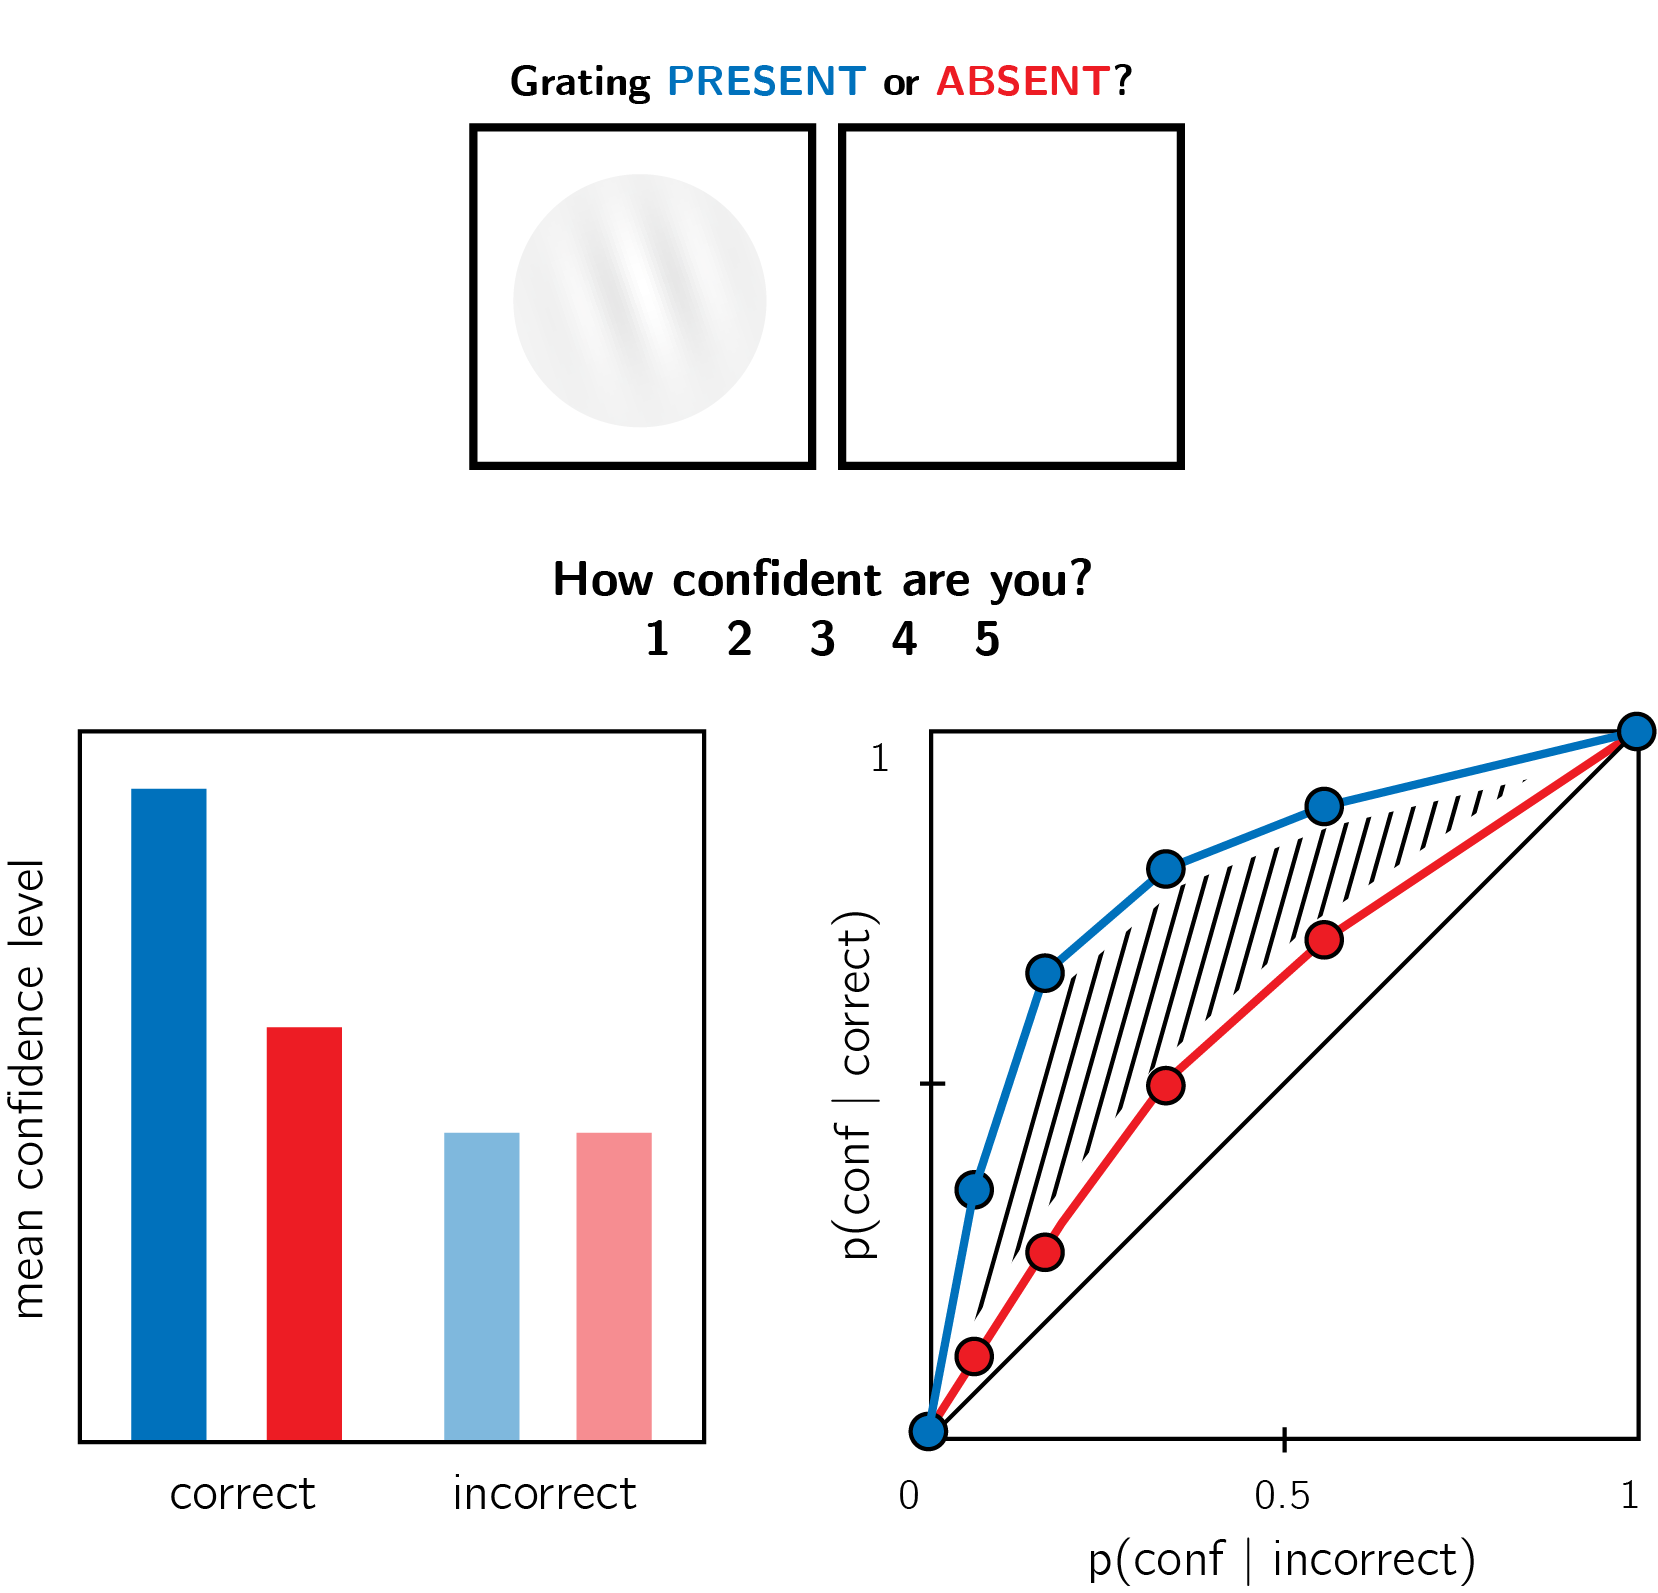 Grating PRESENT or ABSENT?
How confident are you?
1 2 3 4 5
mean confidence level
correct incorrect
p(conf | correct)
1
0 0.5 1
p(conf | incorrect)